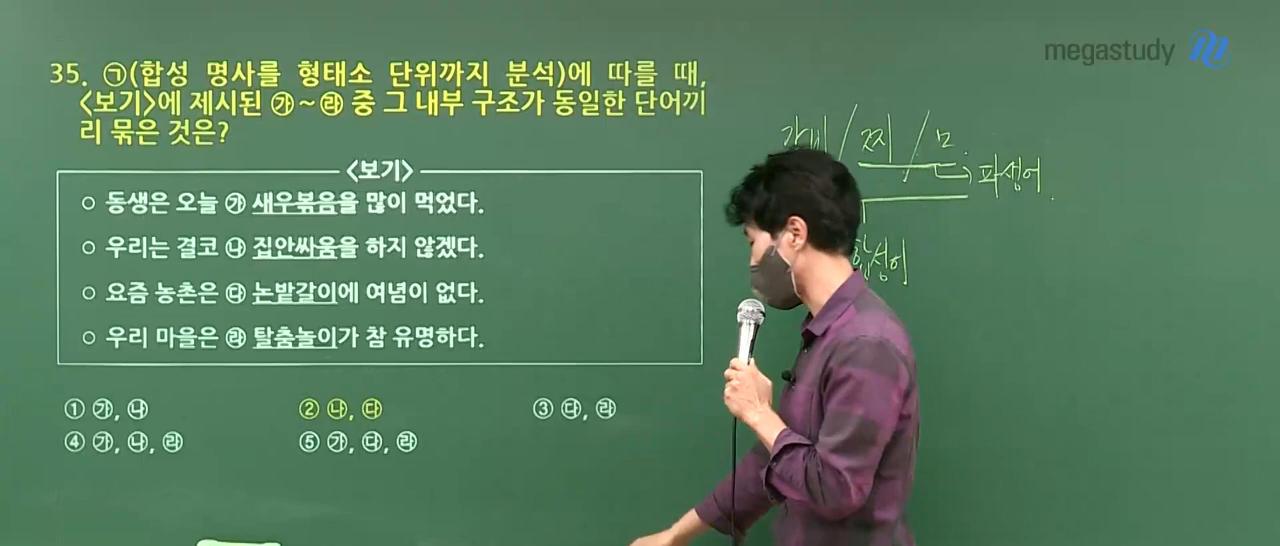 megastudy
35. ㉠(합성 명사를 형태소 단위까지 분석)에 따를 때,
<보기>에 제시된 ㉮~㉱ 중 그 내부 구조가 동일한 단어끼
리 묶은 것은?
<보기>
○ 동생은 오늘 ㉮ 새우볶음을 많이 먹었다.
○ 우리는 결코 ㉯ 집안싸움을 하지 않겠다.
○ 요즘 농촌은 ㉰ 논밭갈이에 여념이 없다.
○ 우리 마을은 ㉱ 탈춤놀이가 참 유명하다.
① ㉮, ㉯
② ㉯, ㉰
③ ㉰, ㉱
④ ㉮, ㉯, ㉱
⑤ ㉮, ㉰, ㉱
/ 찌 / ㅁ.
파생어.
합성어